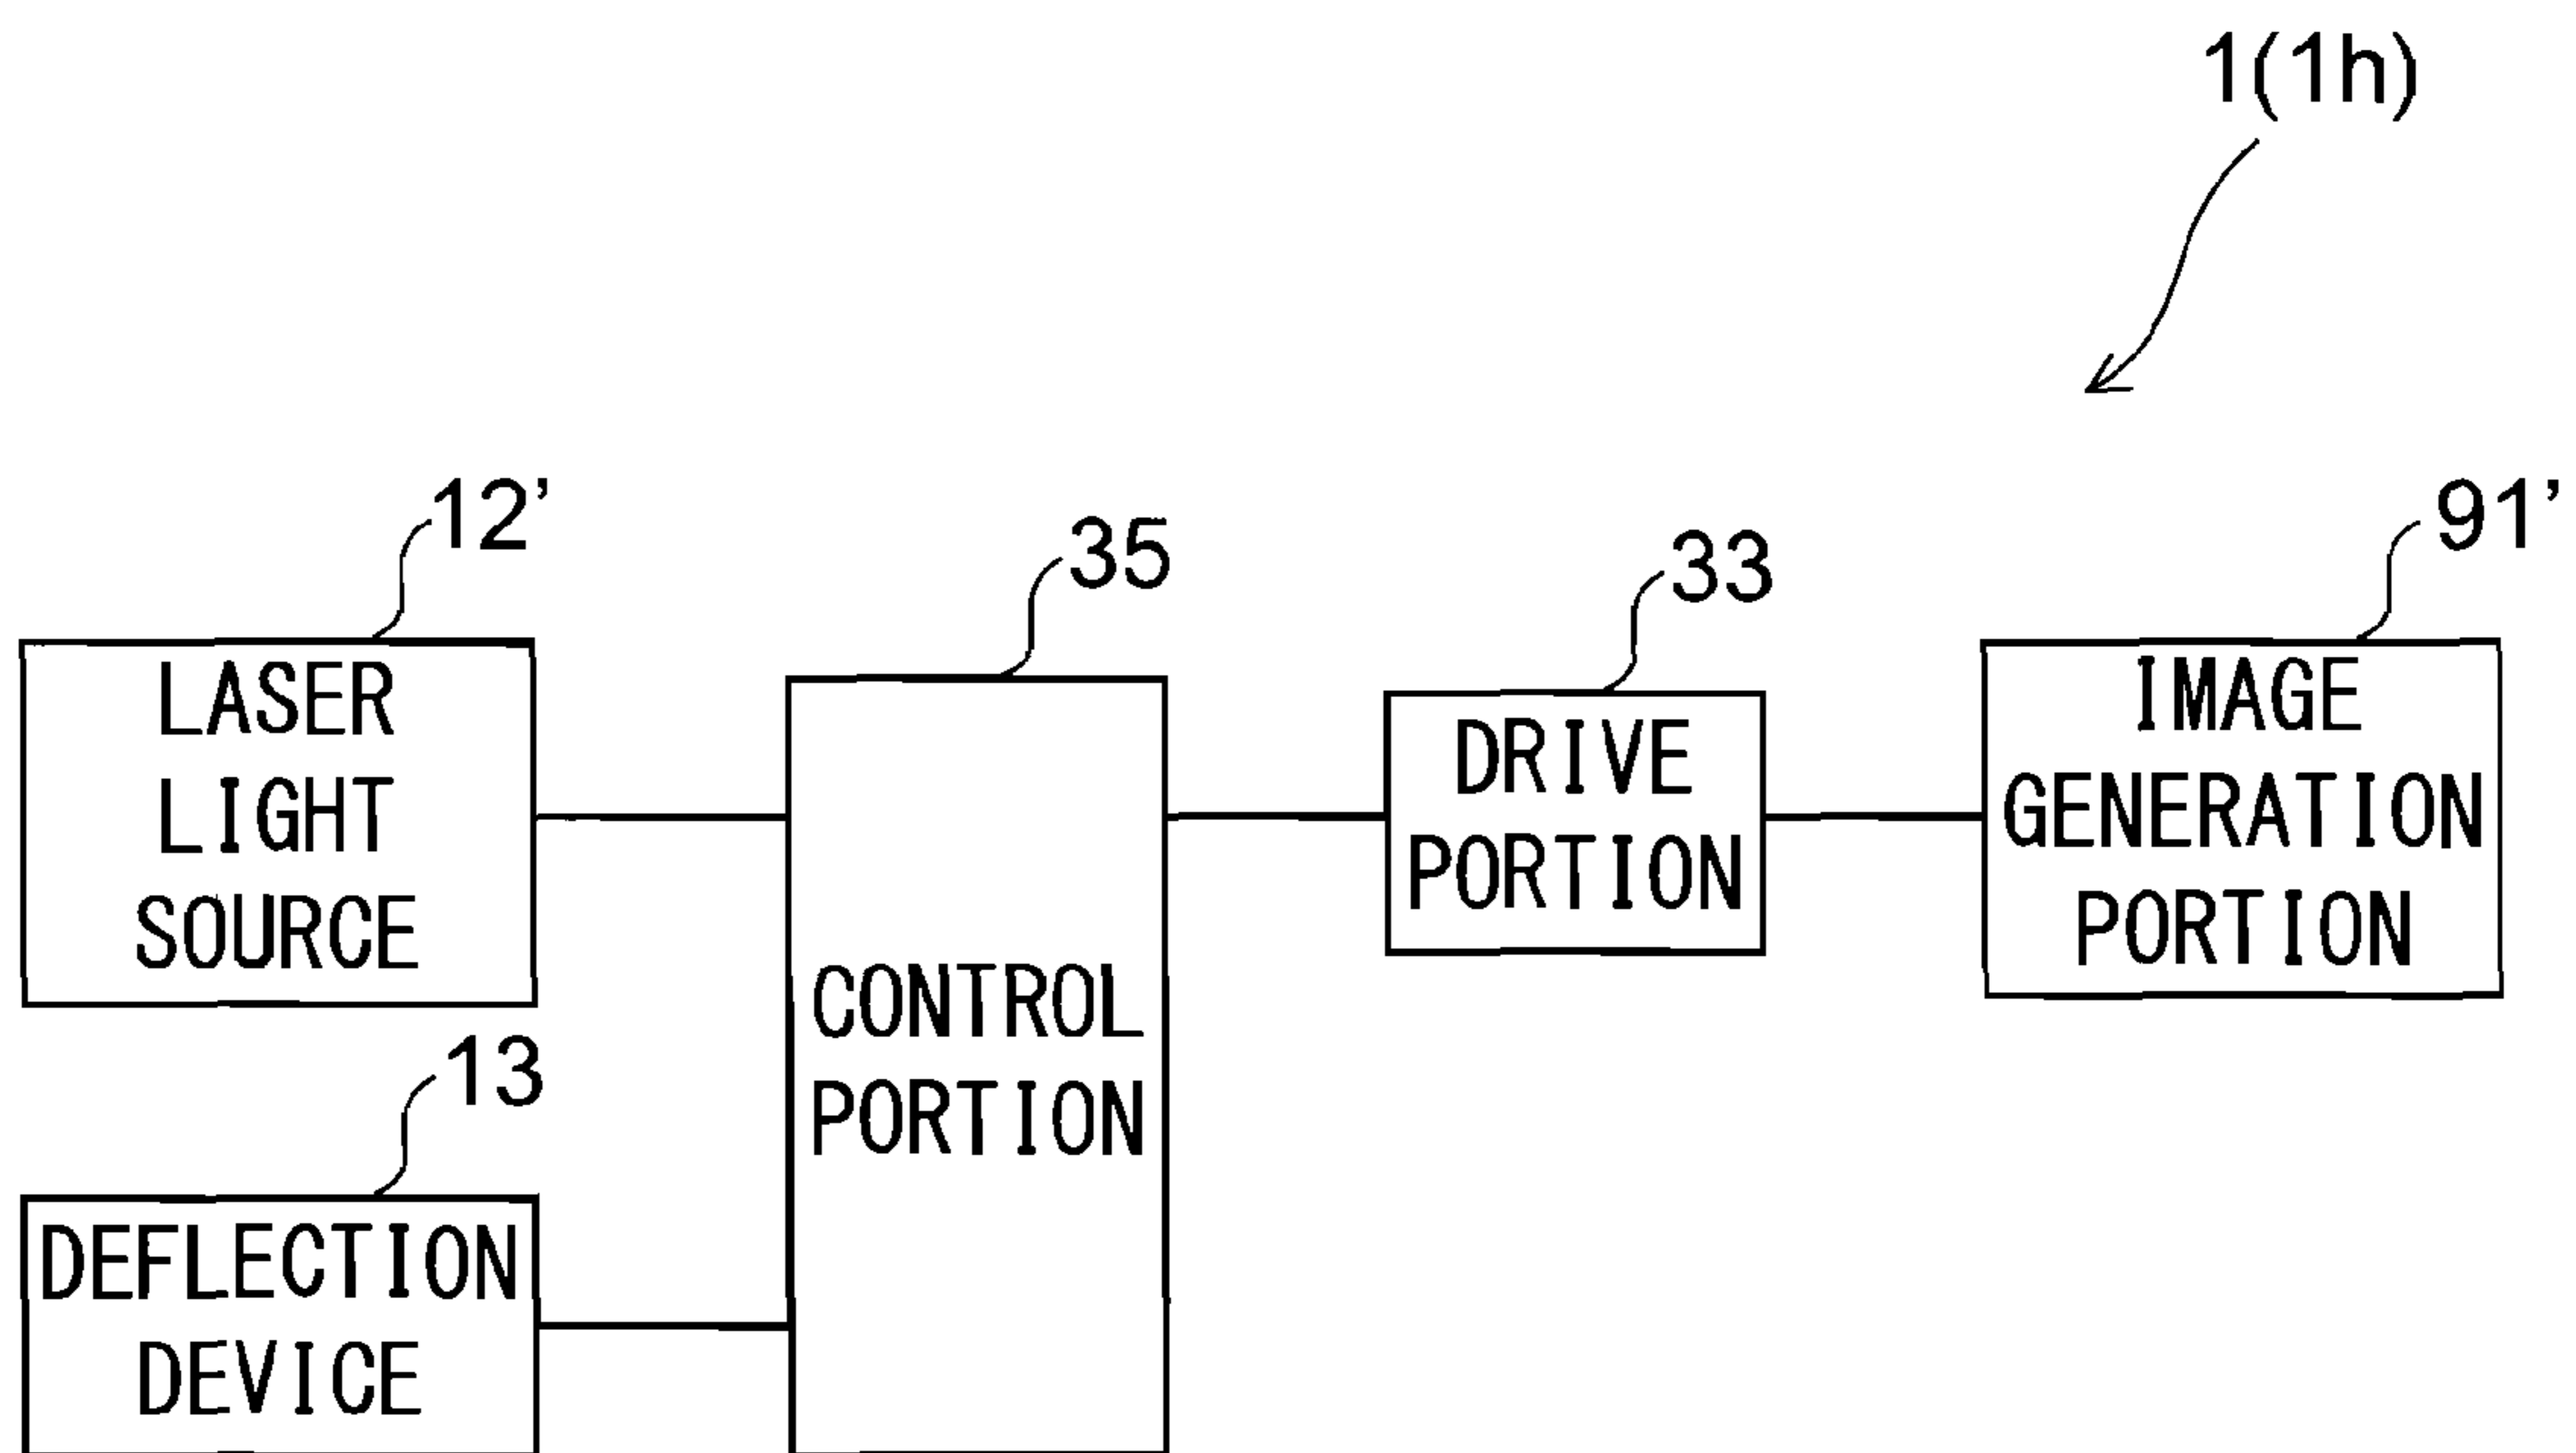 1(1h)
12'
LASER
LIGHT
SOURCE
35
CONTROL
PORTION
33
DRIVE
PORTION
91'
IMAGE
GENERATION
PORTION
13
DEFLECTION
DEVICE